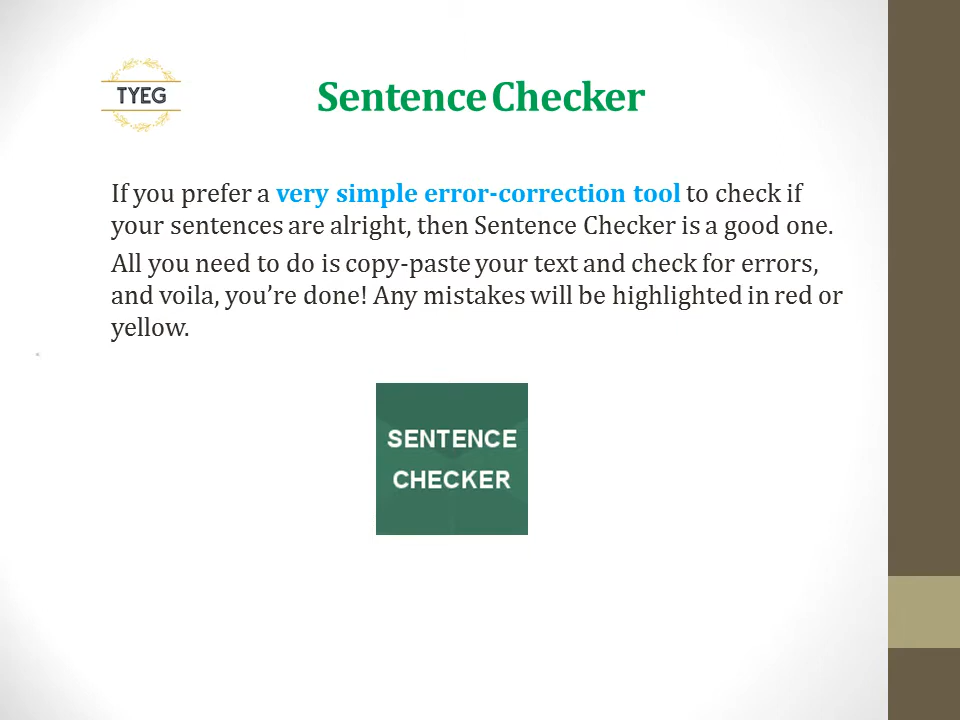 TYEG
Sentence Checker
If you prefer a very simple error-correction tool to check if
your sentences are alright, then Sentence Checker is a good one.
All you need to do is copy-paste your text and check for errors,
and voila, you’re done! Any mistakes will be highlighted in red or
yellow.
SENTENCE
CHECKER